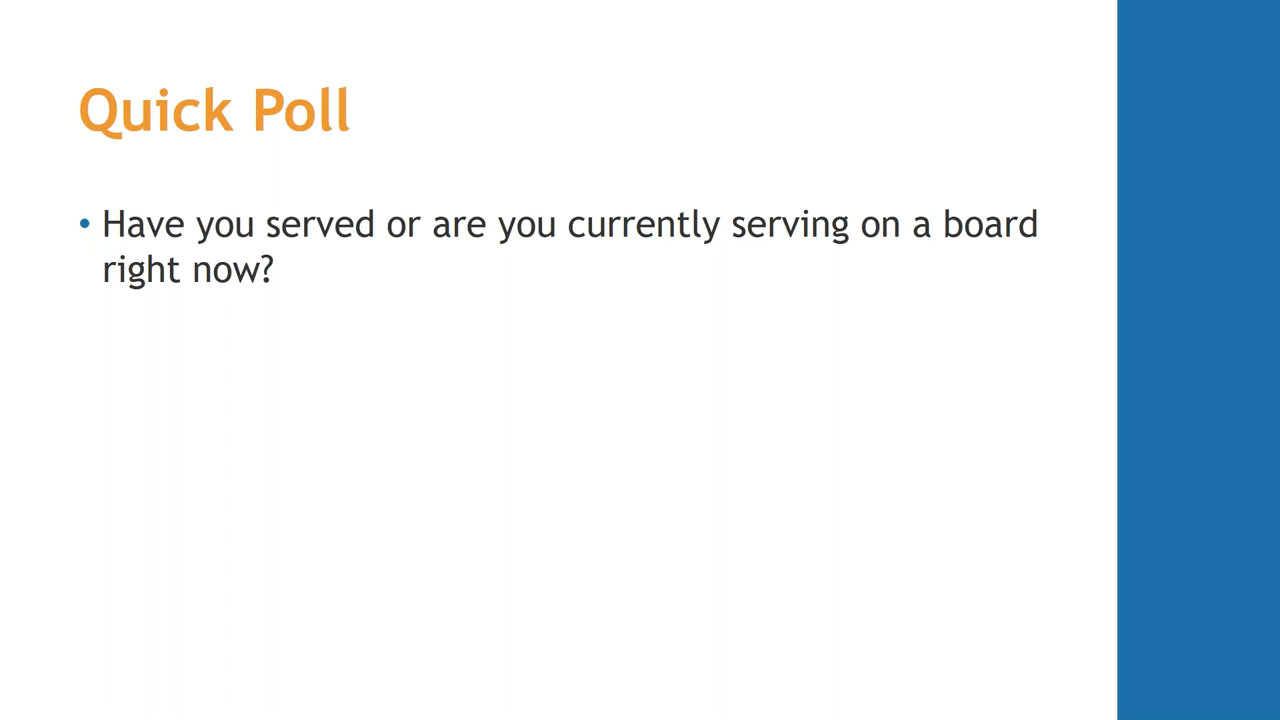 Quick Poll
• Have you served or are you currently serving on a board
right now?